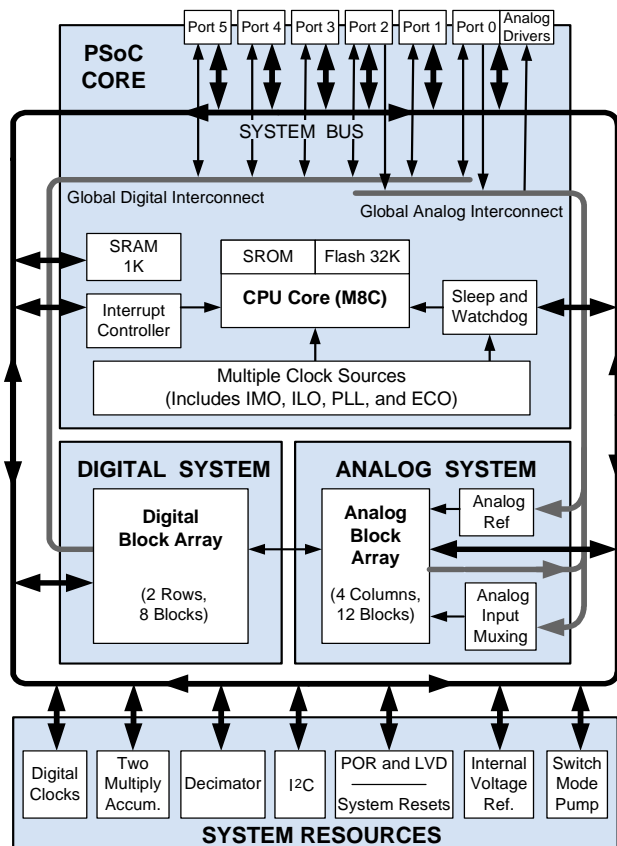 Port 5
Port 4
Port 3
Port 2
Port 1
Port 0
Analog
Drivers
PSoC
CORE
SYSTEM BUS
Global Digital Interconnect
Global Analog Interconnect
SRAM
1K
SROM
Flash 32K
CPU Core (M8C)
Interrupt
Controller
Sleep and
Watchdog
Multiple Clock Sources
(Includes IMO, ILO, PLL, and ECO)
DIGITAL SYSTEM
ANALOG SYSTEM
Digital
Block Array
(2 Rows,
8 Blocks)
Analog
Block
Array
(4 Columns,
12 Blocks)
Analog
Ref
Analog
Input
Muxing
Digital
Clocks
Two
Multiply
Accum.
Decimator
I²C
POR and LVD
System Resets
Internal
Voltage
Ref.
Switch
Mode
Pump
SYSTEM RESOURCES